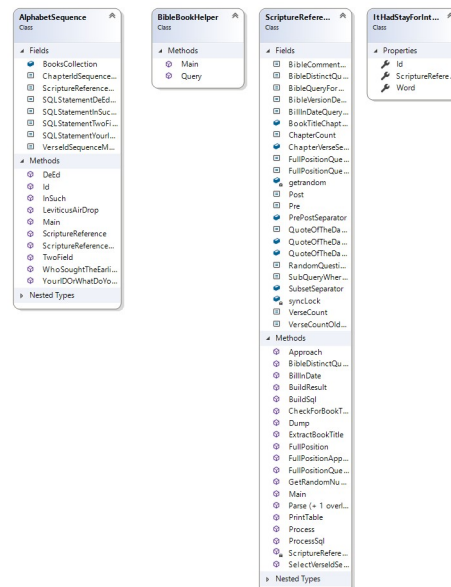 AlphabetSequence
Class
Fields
BooksCollection
ChapterIdSequence...
ScriptureReference...
SQLStatementDeEd...
SQLStatementInSuc...
SQLStatementTwoFi...
SQLStatementYourI...
VerseIdSequenceM...
Methods
DeEd
Id
InSuch
LeviticusAirDrop
Main
ScriptureReference
ScriptureReference...
TwoField
WhoSoughtTheEarli...
YourIDOrWhatDoYo...
Nested Types
BibleBookHelper
Class
Methods
Main
Query
ScriptureRefere...
Class
Fields
BibleComment...
BibleDistinctQu...
BibleQueryFor...
BibleVersionDe...
BillInDateQuery...
BookTitleChapt...
ChapterCount
ChapterVerseSe...
FullPositionQue...
FullPositionQue...
getrandom
Post
Pre
PrePostSeparator
QuoteOfTheDa...
QuoteOfTheDa...
QuoteOfTheDa...
RandomQuesti...
SubQueryWher...
SubsetSeparator
syncLock
VerseCount
VerseCountOld...
Methods
Approach
BibleDistinctQu...
BillInDate
BuildResult
BuildSql
CheckForBookT...
Dump
ExtractBookTitle
FullPosition
FullPositionApp...
FullPositionQue...
GetRandomNu...
Main
Parse (+ 1 overl...
PrintTable
Process
ProcessSql
ScriptureRefere...
SelectVerseIdSe...
Nested Types
ItHadStayForInt...
Class
Properties
Id
ScriptureRefere...
Word